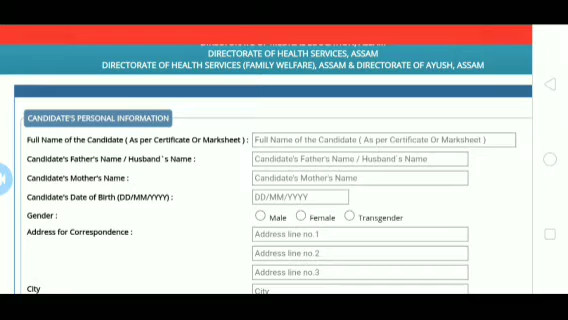 DIRECTORATE OF HEALTH SERVICES, ASSAM
DIRECTORATE OF HEALTH SERVICES (FAMILY WELFARE), ASSAM & DIRECTORATE OF AYUSH, ASSAM
CANDIDATE'S PERSONAL INFORMATION
Full Name of the Candidate ( As per Certificate Or Marksheet ) : Full Name of the Candidate ( As per Certificate Or Marksheet )
Candidate's Father's Name / Husband`s Name : Candidate's Father's Name / Husband`s Name
Candidate's Mother's Name : Candidate's Mother's Name
Candidate's Date of Birth (DD/MM/YYYY) : DD/MM/YYYY
Gender : Male Female Transgender
Address for Correspondence : Address line no.1
Address line no.2
Address line no.3
City City